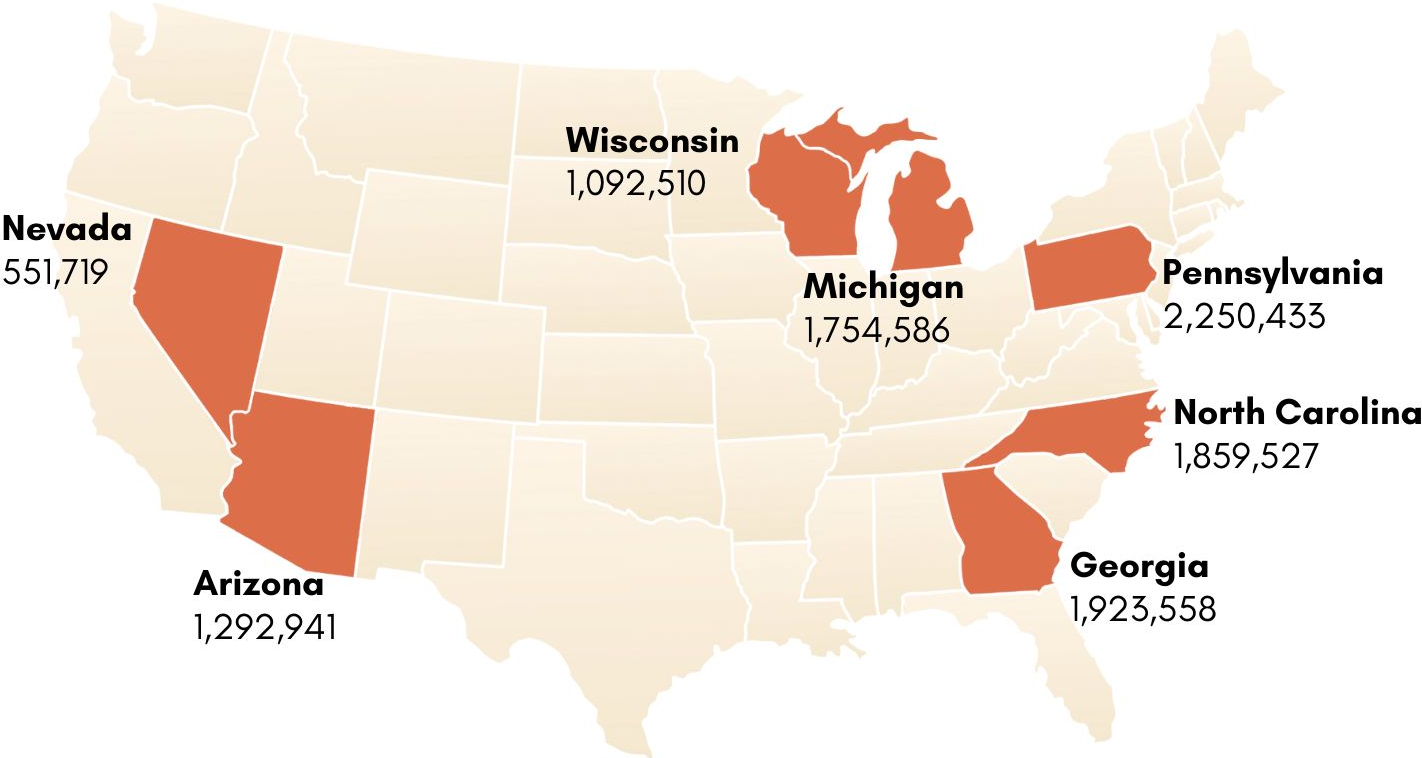 Wisconsin
1,092,510
Nevada
551,719
Michigan
1,754,586
Pennsylvania
2,250,433
North Carolina
1,859,527
Georgia
1,923,558
Arizona
1,292,941